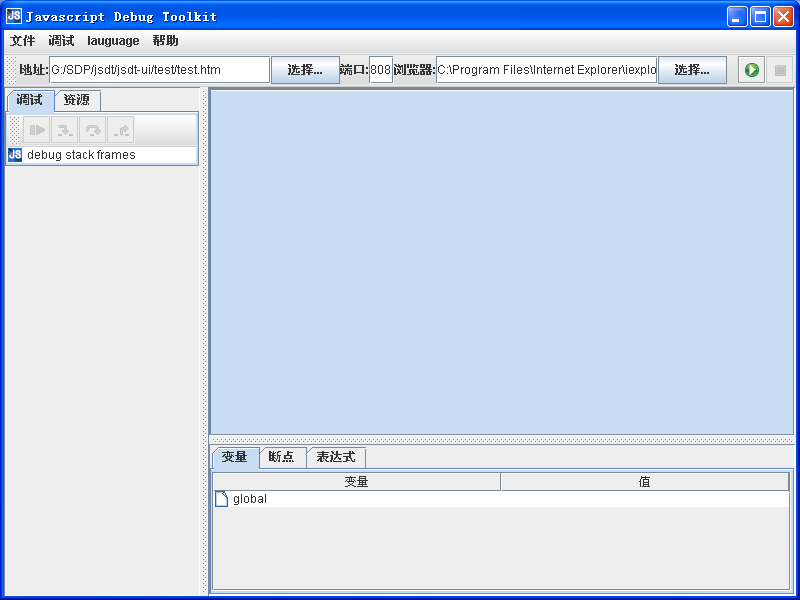 JS Javascript Debug Toolkit
文件 调试 lauguage 帮助
地址: G:/SDP/jsdt/jsdt-ui/test/test.htm 选择... 端口: 808 浏览器: C:\Program Files\Internet Explorer\iexplo 选择...
调试 资源
JS debug stack frames
变量 断点 表达式
变量 值
global